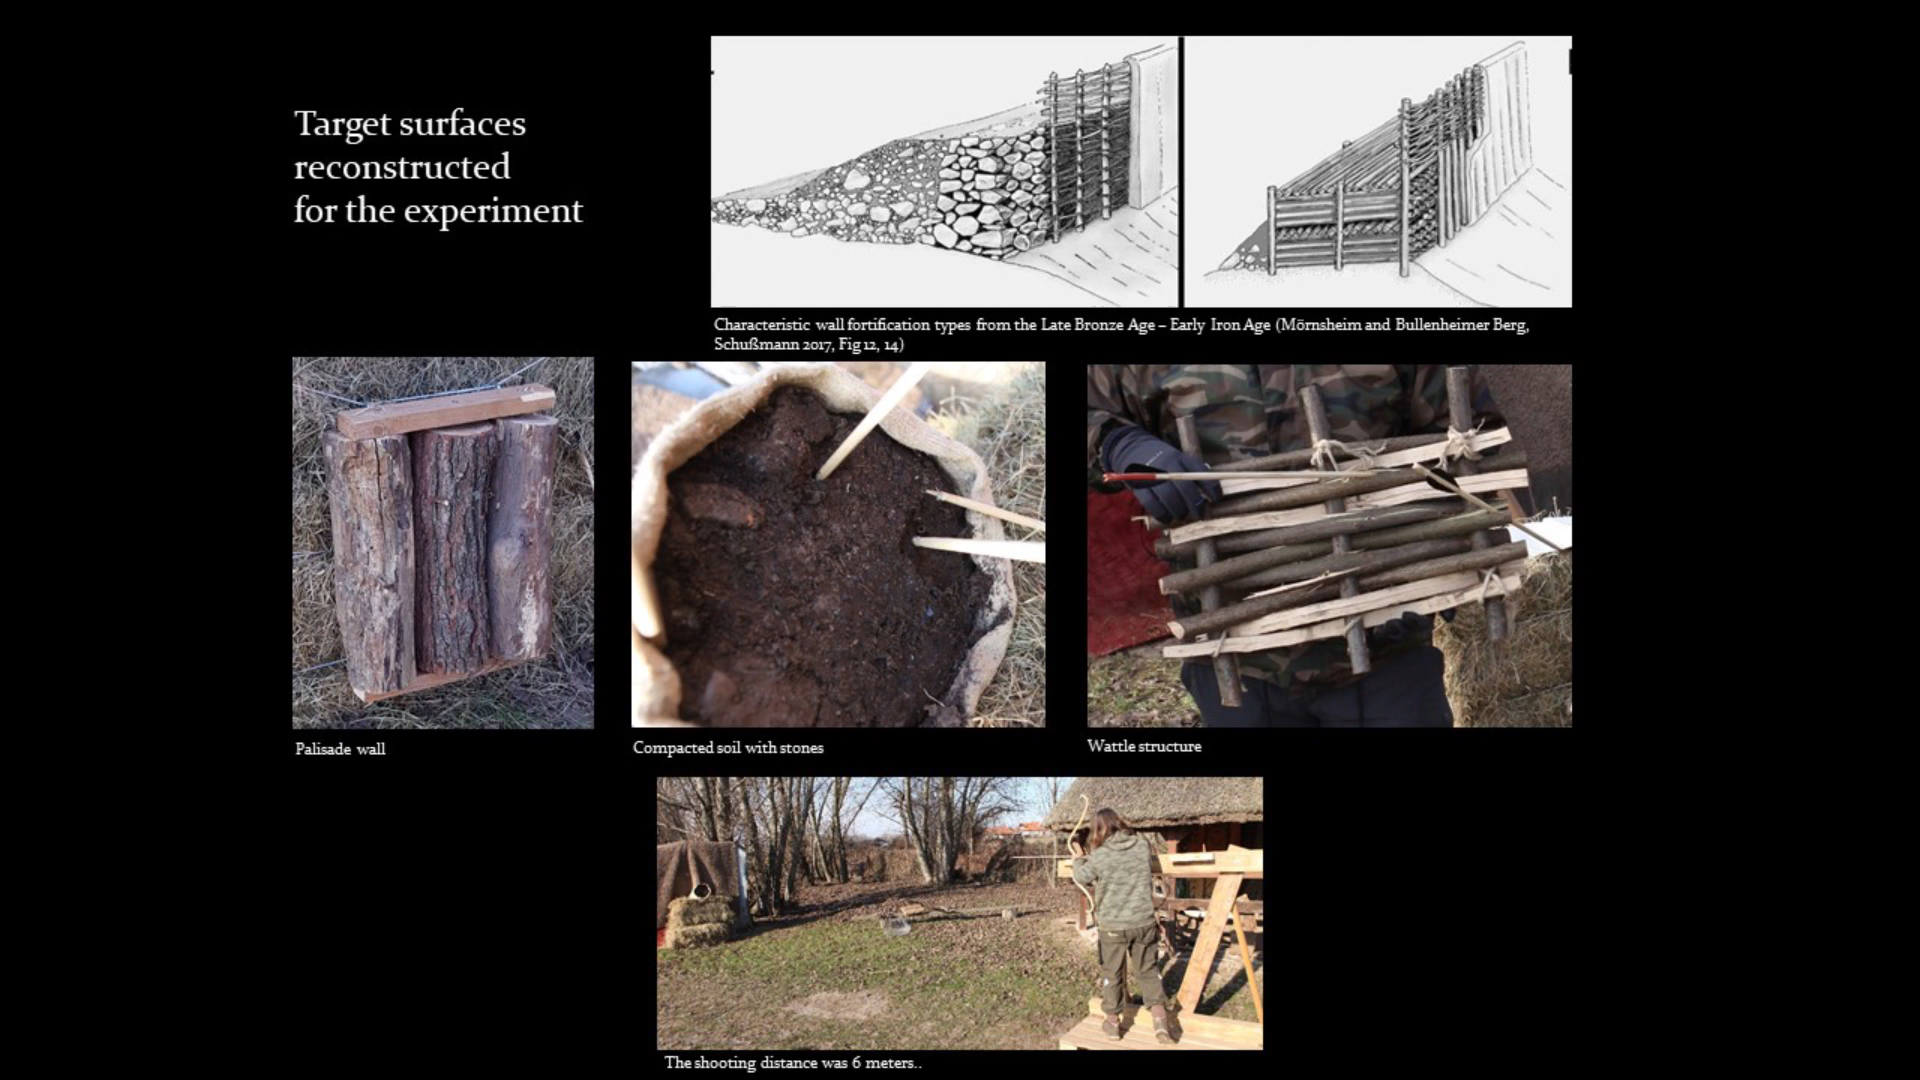 Target surfaces
reconstructed
for the experiment
Characteristic wall fortification types from the Late Bronze Age – Early Iron Age (Mörnsheim and Bullenheimer Berg,
Schußmann 2017, Fig 12, 14)
Palisade wall
Compacted soil with stones
Wattle structure
The shooting distance was 6 meters..